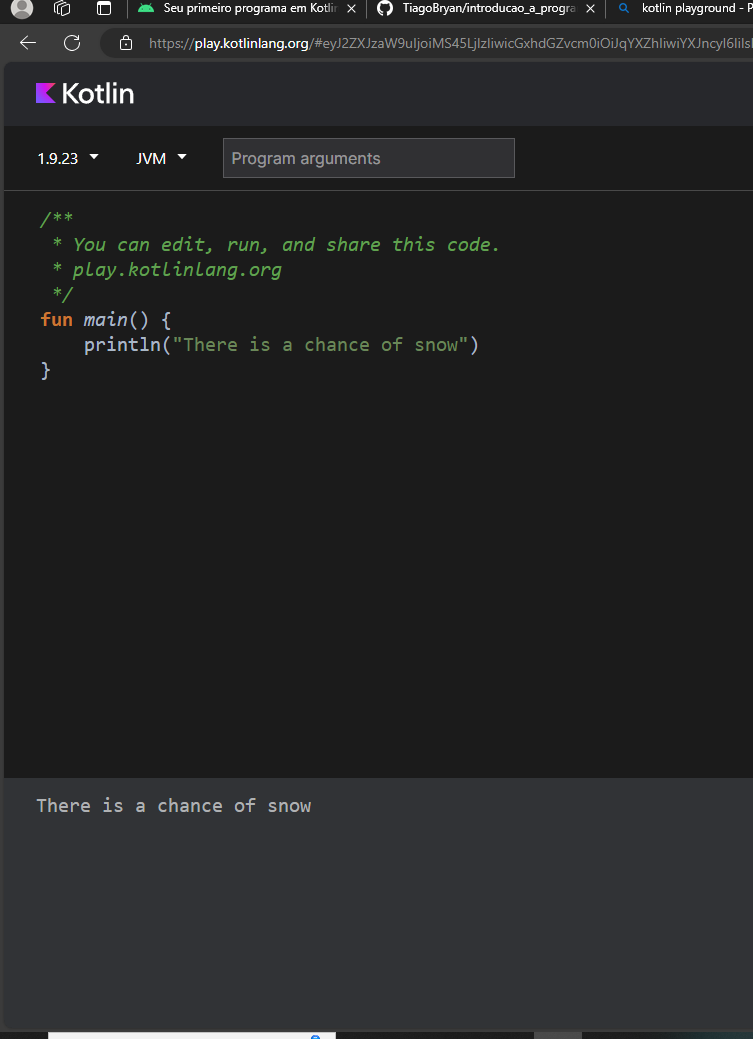 Seu primeiro programa em Kotlin
TiagoBryan/introducao_a_progra
kotlin playground - P
https://play.kotlinlang.org/#eyJ2ZXJzaW9uIjoiMS45LjIzIiwicGxhdGZvcm0iOiJqYXZhIiwiYXJncyI6IiIs
Kotlin
1.9.23
JVM
Program arguments
/**
* You can edit, run, and share this code.
* play.kotlinlang.org
*/
fun main() {
println("There is a chance of snow")
}
There is a chance of snow